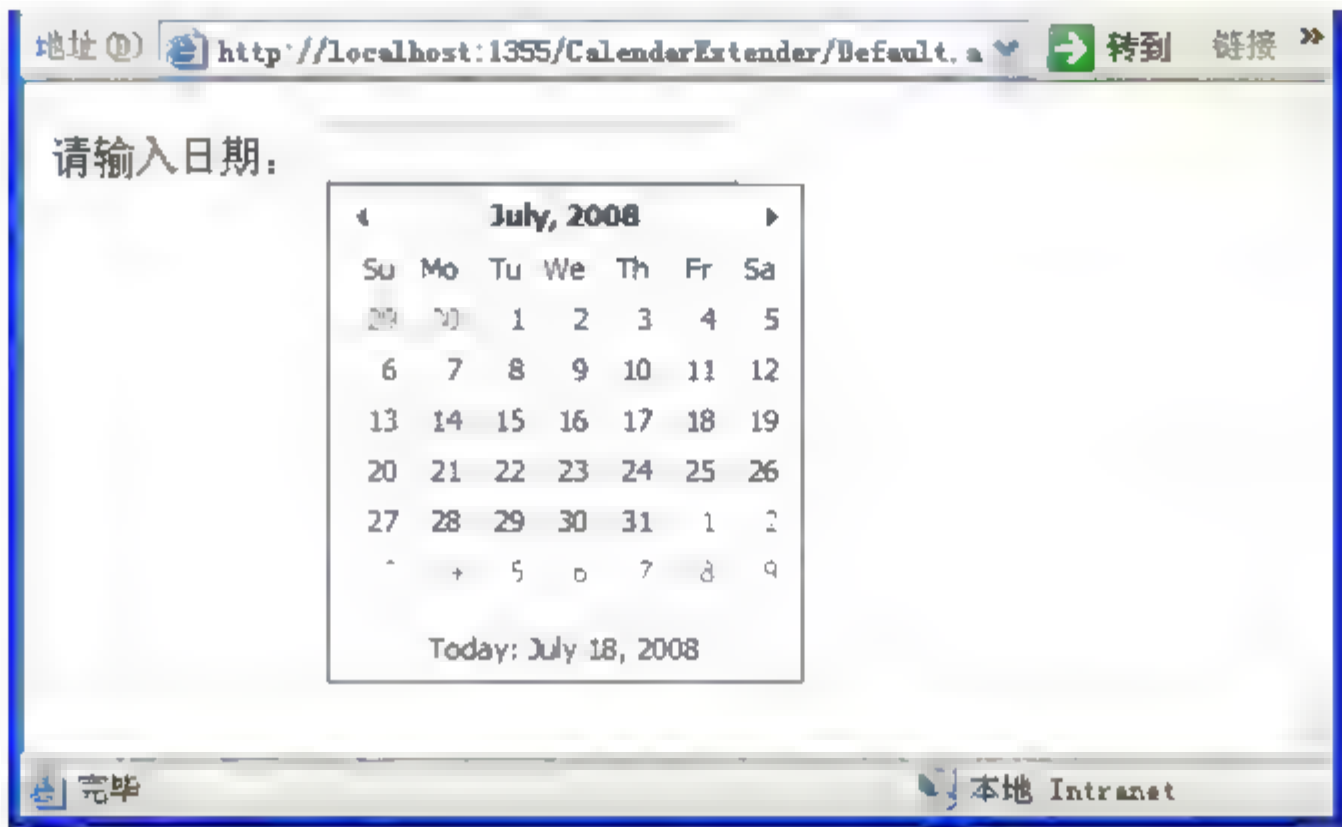 地址(D) http://localhost:1355/CalendarExtender/Default.a 转到 链接 »
请输入日期：
July, 2008
Su Mo Tu We Th Fr Sa
29 30 1 2 3 4 5
6 7 8 9 10 11 12
13 14 15 16 17 18 19
20 21 22 23 24 25 26
27 28 29 30 31 1 2
5 7 8 9
Today: July 18, 2008
完毕 本地 Intranet